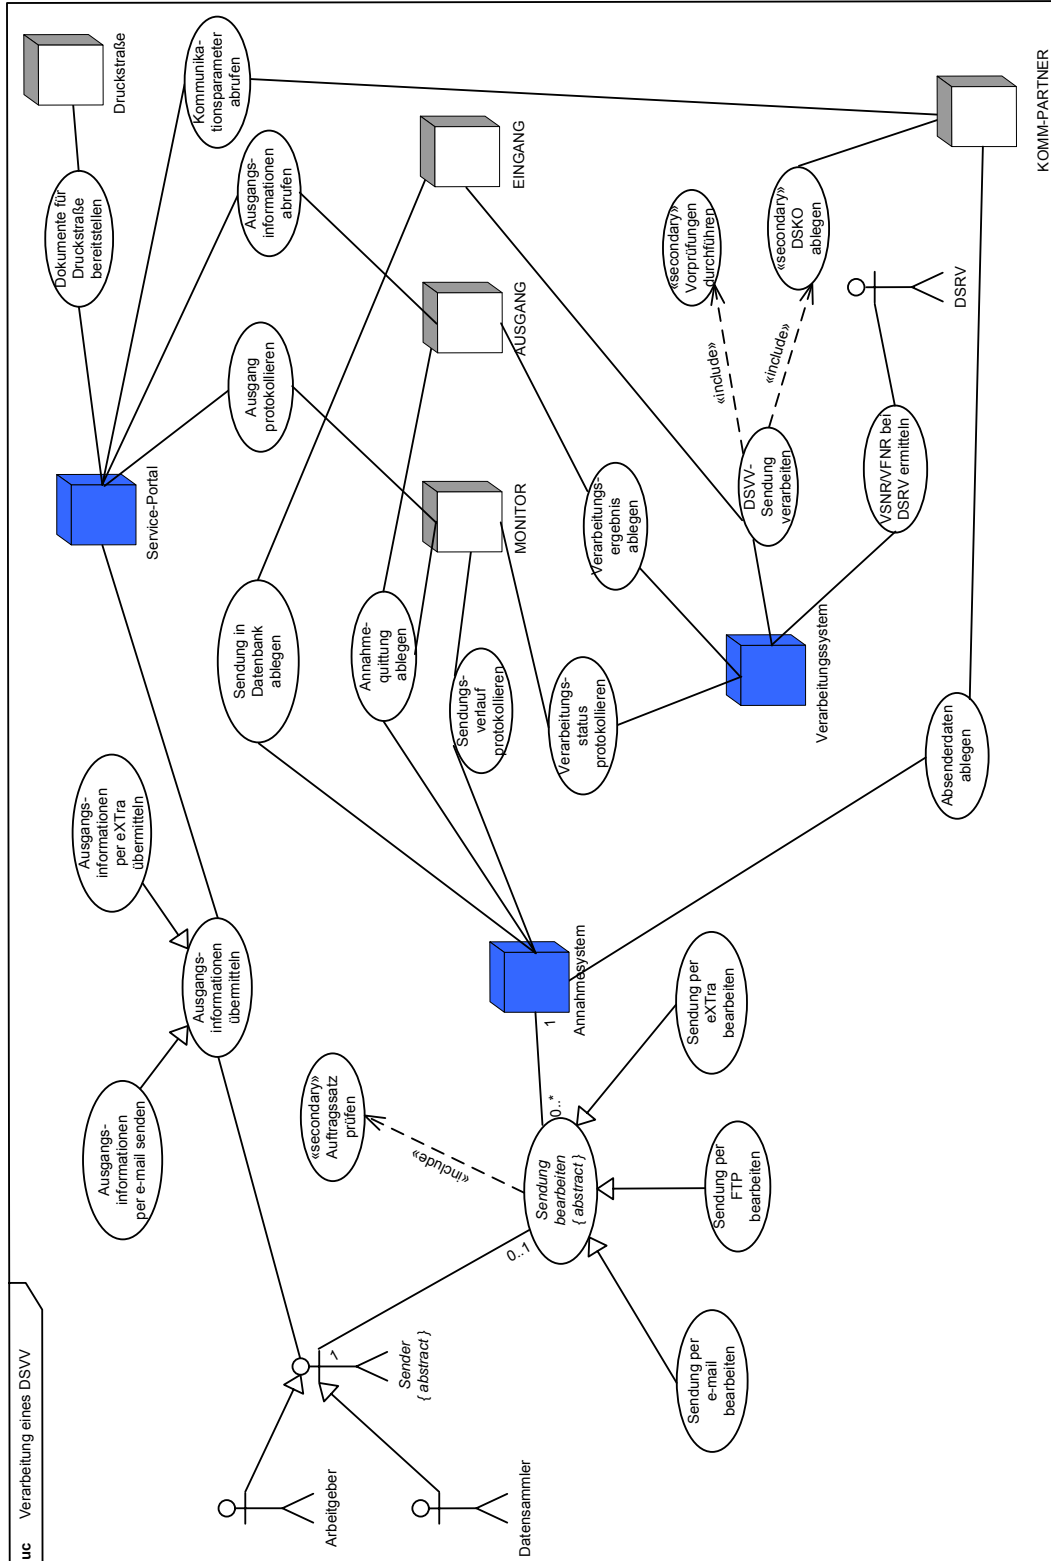 uc Verarbeitung eines DSVV
Arbeitgeber
Datensammler
Sender
{ abstract }
1
0..1
Ausgangs-
informationen
per e-mail senden
Ausgangs-
informationen
per eXTra
übermitteln
Ausgangs-
informationen
übermitteln
«secondary»
Auftragssatz
prüfen
«include»
Sendung
bearbeiten
{ abstract }
0..*
1
Sendung per
e-mail
bearbeiten
Sendung per
FTP
bearbeiten
Sendung per
eXTra
bearbeiten
Annahmesystem
Service-Portal
Sendung in
Datenbank
ablegen
Annahme-
quittung
ablegen
Sendungs-
verlauf
protokollieren
Verarbeitungs-
status
protokollieren
Absenderdaten
ablegen
Verarbeitungssystem
Dokumente für
Druckstraße
bereitstellen
Druckstraße
Kommunika-
tionsparameter
abrufen
Ausgangs-
informationen
abrufen
Ausgang
protokollieren
MONITOR
AUSGANG
EINGANG
Verarbeitungs-
ergebnis
ablegen
DSVV-
Sendung
verarbeiten
VSNR/VFNR bei
DSRV ermitteln
«include»
«include»
«secondary»
Vorprüfungen
durchführen
«secondary»
DSKO
ablegen
DSRV
KOMM-PARTNER